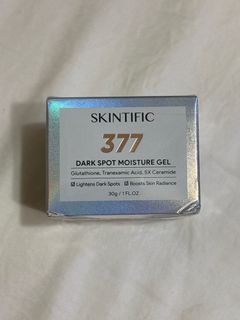 SKINTIFIC
377
DARK SPOT MOISTURE GEL
Glutathione, Tranexamic Acid, 5X Ceramide
Lightens Dark Spots Boosts Skin Radiance
30g / 1 FL.OZ